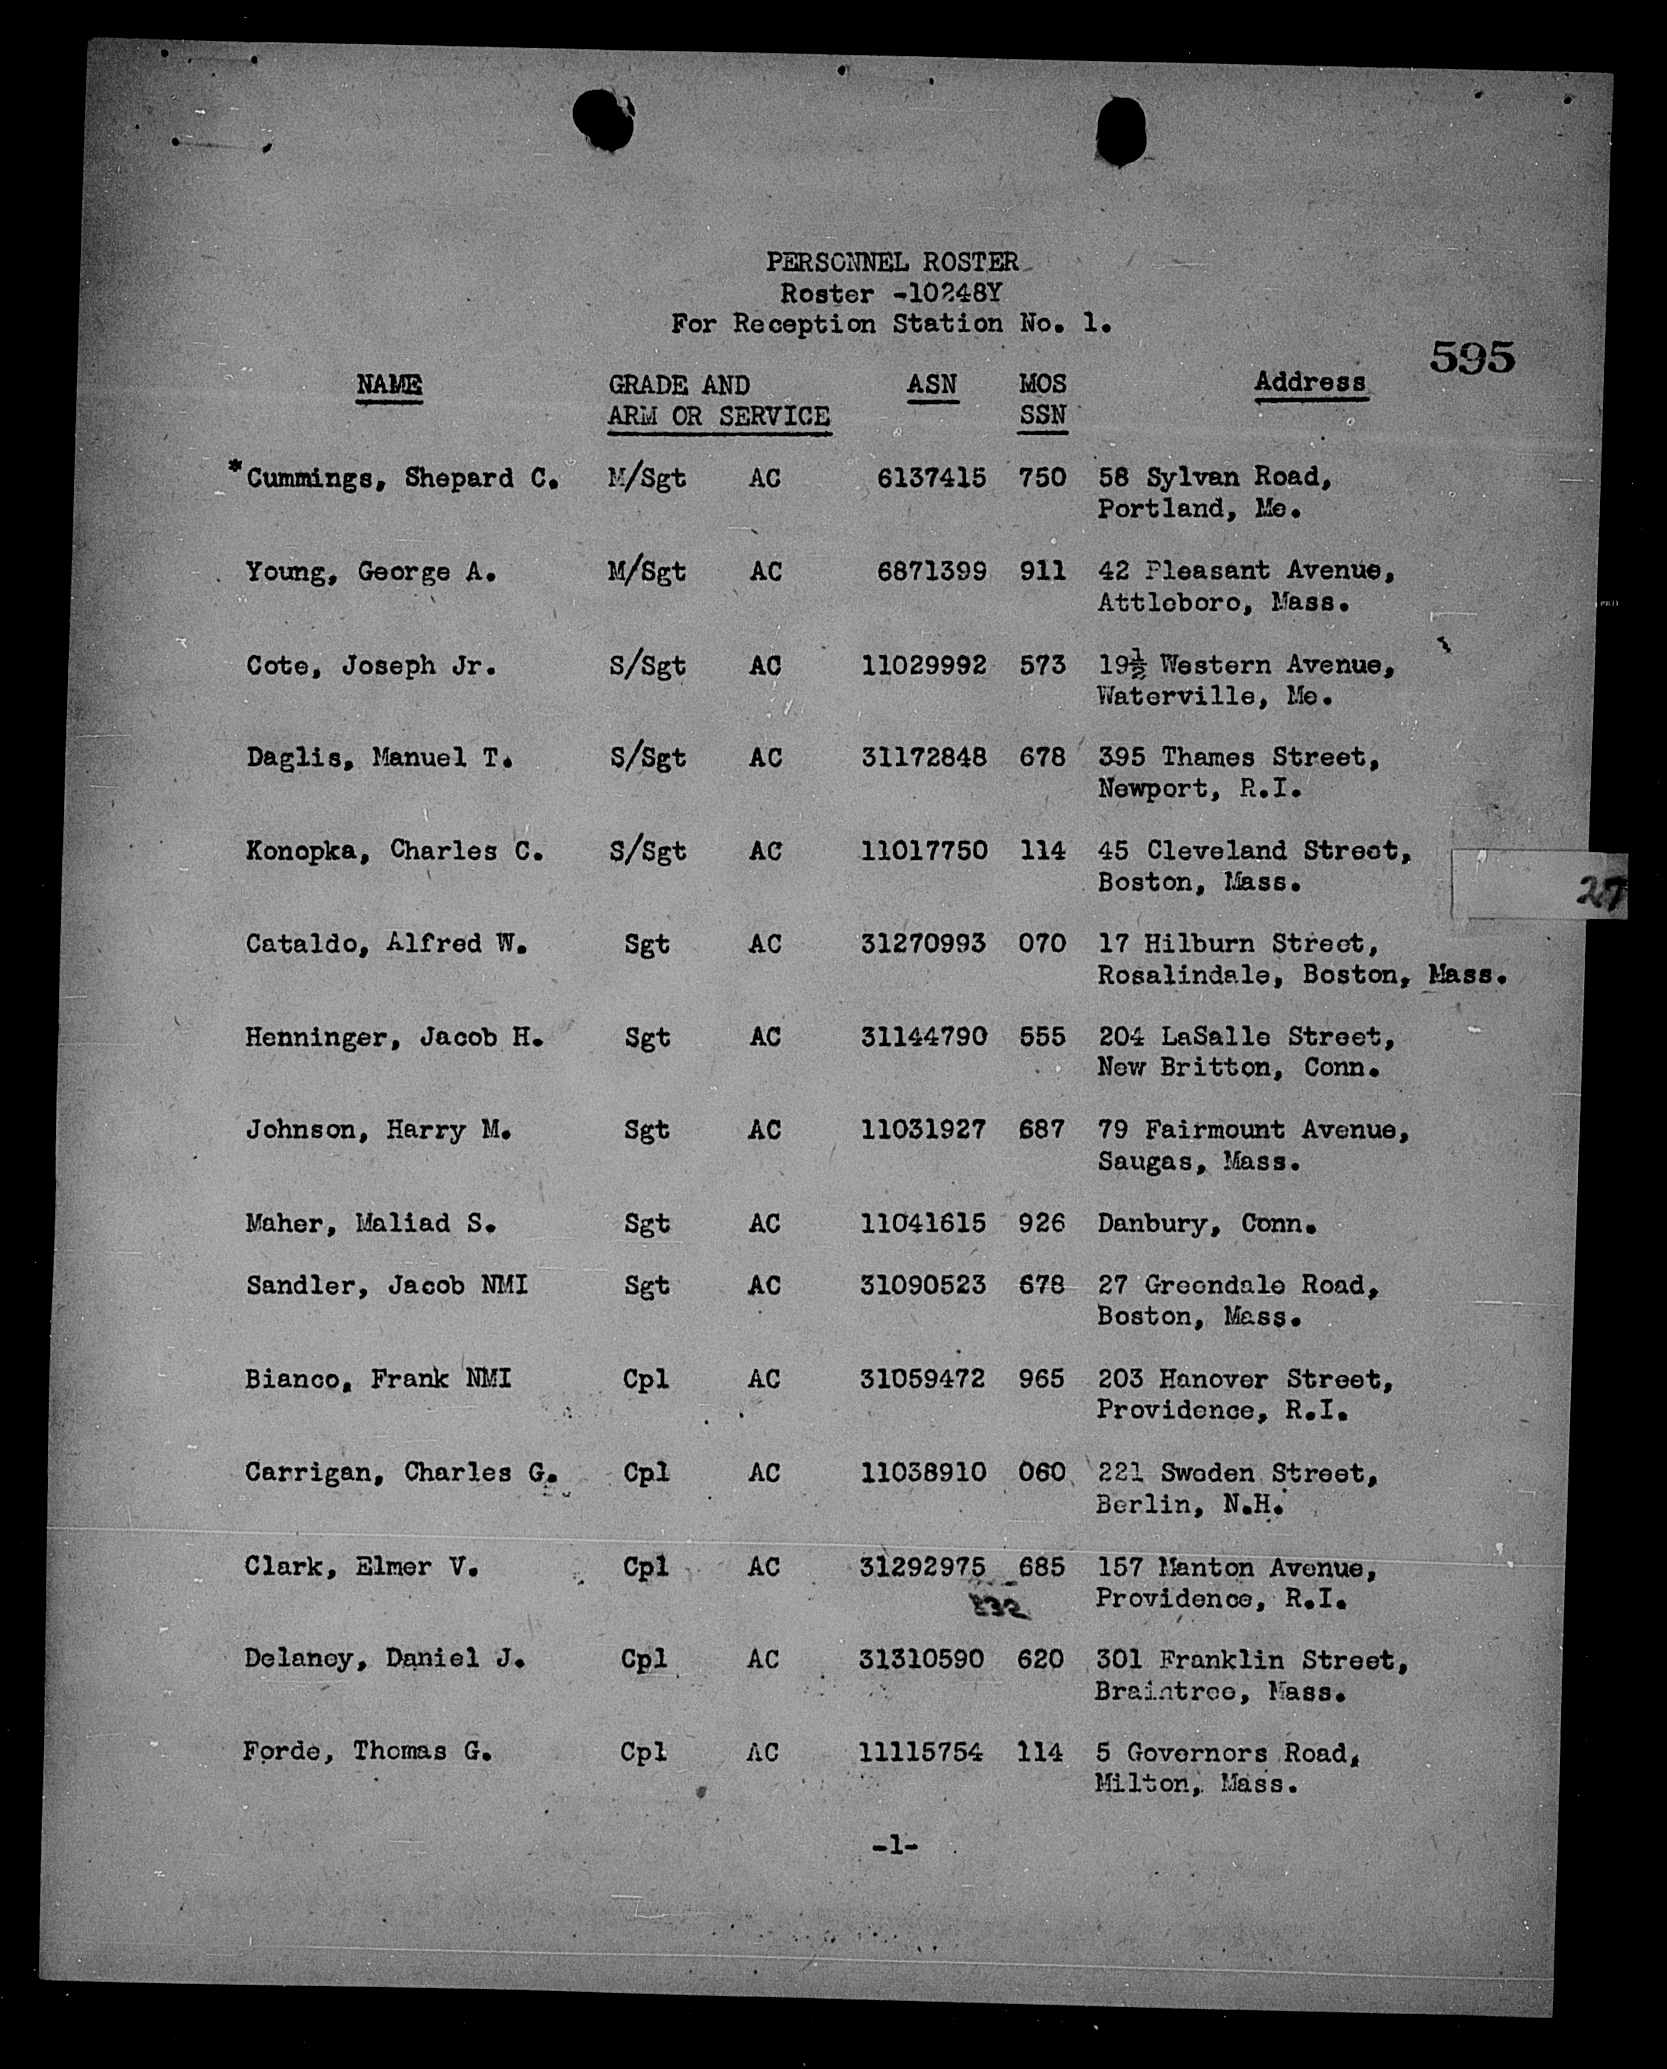 PERSONNEL ROSTER
Roster -10248Y
For Reception Station No. 1.
595
NAME GRADE AND ASN MOS Address
ARM OR SERVICE SSN
*Cummings, Shepard C. M/Sgt AC 6137415 750 58 Sylvan Road,
Portland, Me.
Young, George A. M/Sgt AC 6871399 911 42 Pleasant Avenue,
Attleboro, Mass.
Cote, Joseph Jr. S/Sgt AC 11029992 573 19½ Western Avenue,
Waterville, Me.
Daglis, Manuel T. S/Sgt AC 31172848 678 395 Thames Street,
Newport, R.I.
Konopka, Charles C. S/Sgt AC 11017750 114 45 Cleveland Street,
Boston, Mass.
27
Cataldo, Alfred W. Sgt AC 31270993 070 17 Hilburn Street,
Rosalindale, Boston, Mass.
Henninger, Jacob H. Sgt AC 31144790 555 204 LaSalle Street,
New Britton, Conn.
Johnson, Harry M. Sgt AC 11031927 687 79 Fairmount Avenue,
Saugas, Mass.
Maher, Maliad S. Sgt AC 11041615 926 Danbury, Conn.
Sandler, Jacob NMI Sgt AC 31090523 678 27 Greendale Road,
Boston, Mass.
Bianco, Frank NMI Cpl AC 31059472 965 203 Hanover Street,
Providence, R.I.
Carrigan, Charles G. Cpl AC 11038910 060 221 Sweden Street,
Berlin, N.H.
Clark, Elmer V. Cpl AC 31292975 685 157 Manton Avenue,
Providence, R.I.
Delaney, Daniel J. Cpl AC 31310590 620 301 Franklin Street,
Braintree, Mass.
Forde, Thomas G. Cpl AC 11115754 114 5 Governors Road,
Milton, Mass.
-1-